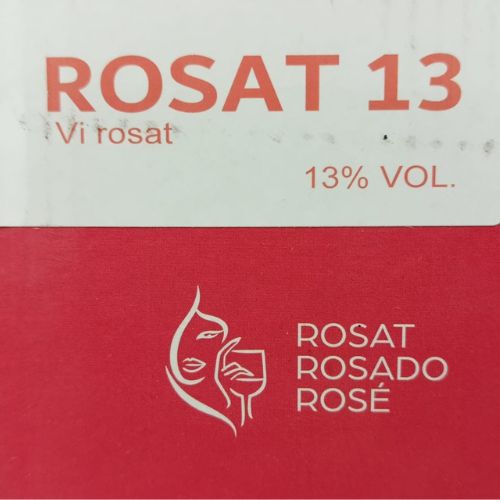 ROSAT 13
Vi rosat
13% VOL.
ROSAT
ROSADO
ROSÉ